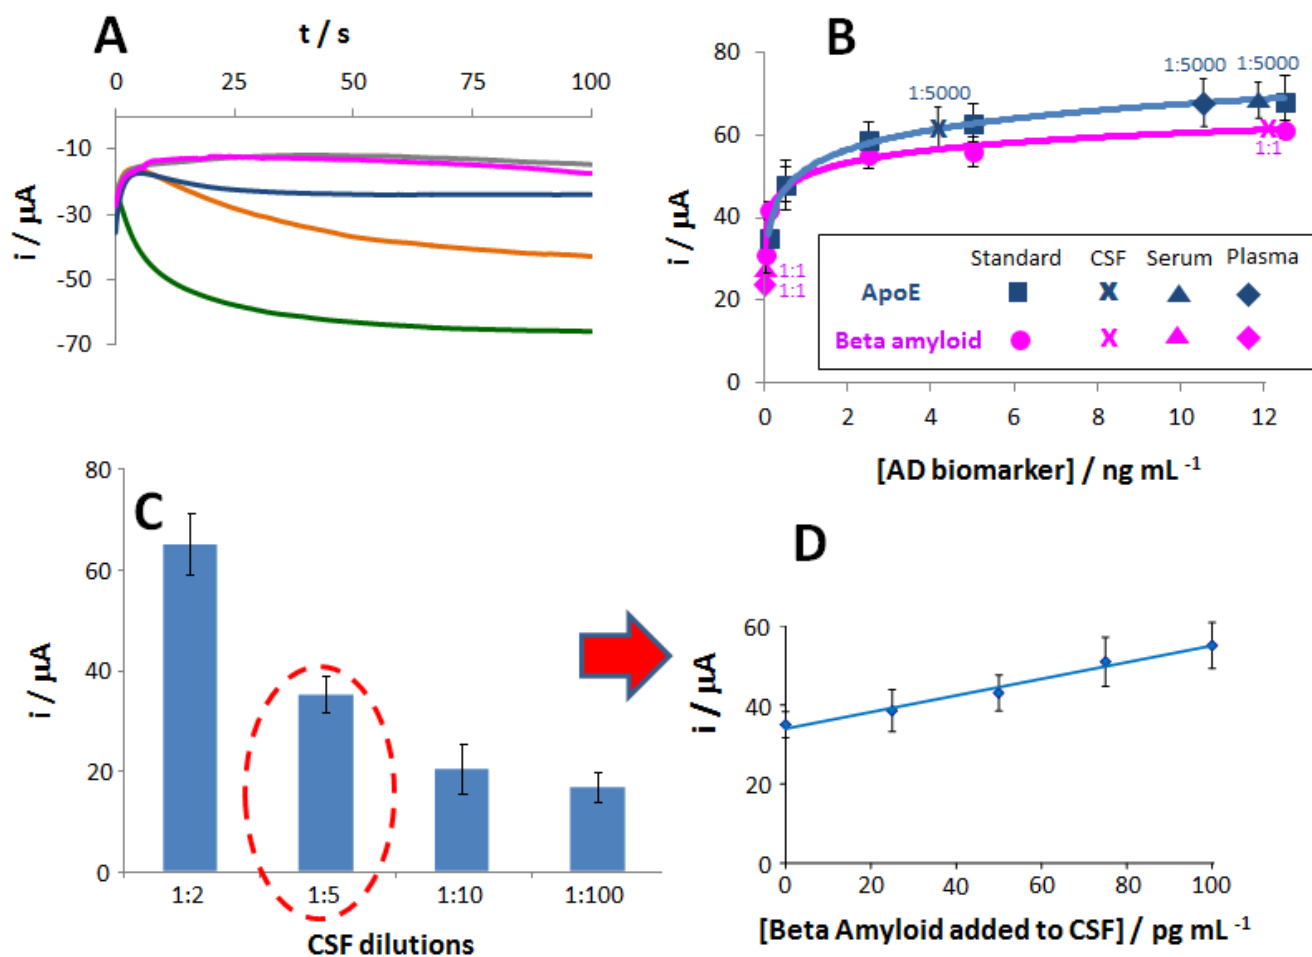 A
t / s
0 25 50 75 100
-10
-30
-50
-70
i / µA
B
80
60
40
20
0
i / µA
1:5000
1:5000 1:5000
1:1
1:1
1:1
Standard CSF Serum Plasma
ApoE
Beta amyloid
0 2 4 6 8 10 12
[AD biomarker] / ng mL -1
C
80
60
40
20
0
i / µA
1:2 1:5 1:10 1:100
CSF dilutions
D
60
40
20
0
i / µA
0 20 40 60 80 100
[Beta Amyloid added to CSF] / pg mL -1